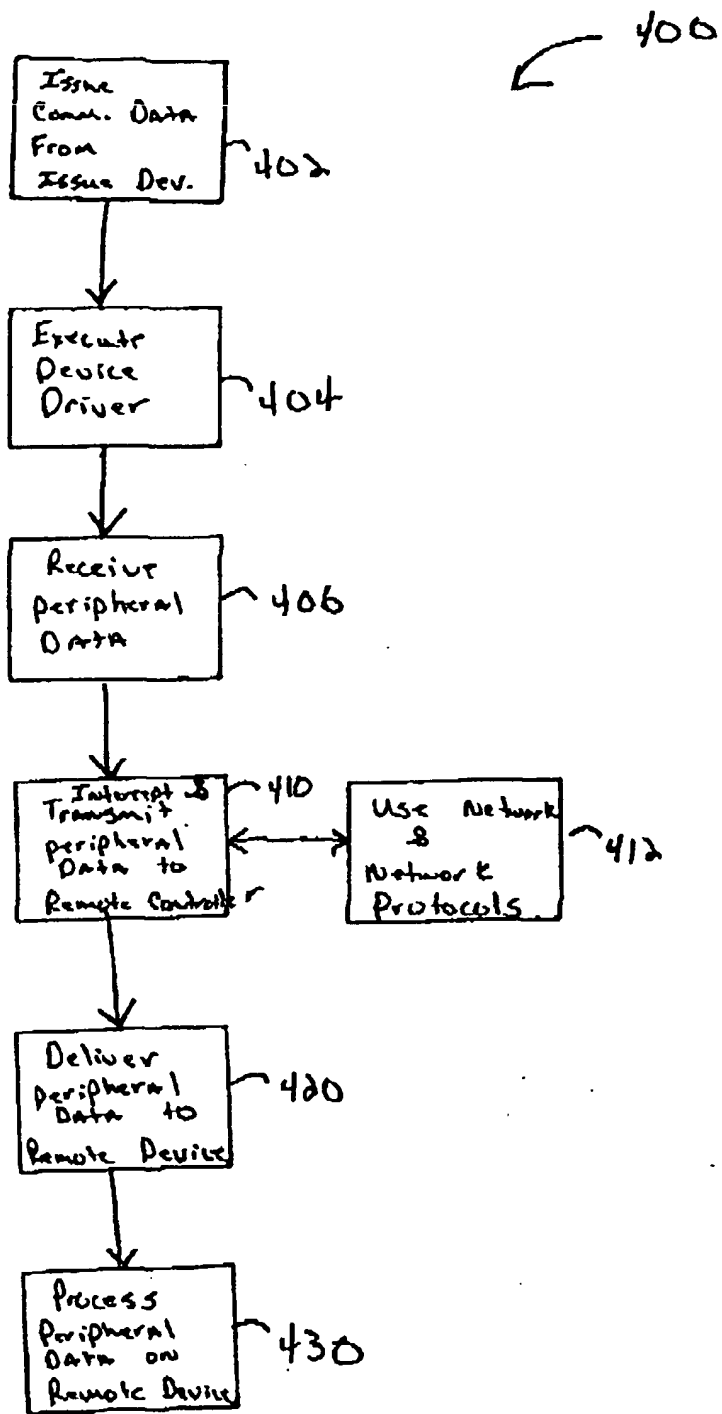 400
Issue
Comm. Data
From
Issue Dev.
402
Execute
Device
Driver
404
Receive
peripheral
Data
406
Intercept &
Transmit
peripheral
Data to
Remote Controller
410
Use Network
&
Network
Protocols.
412
Deliver
peripheral
Data to
Remote Device
420
Process
Peripheral
Data on
Remote Device
430